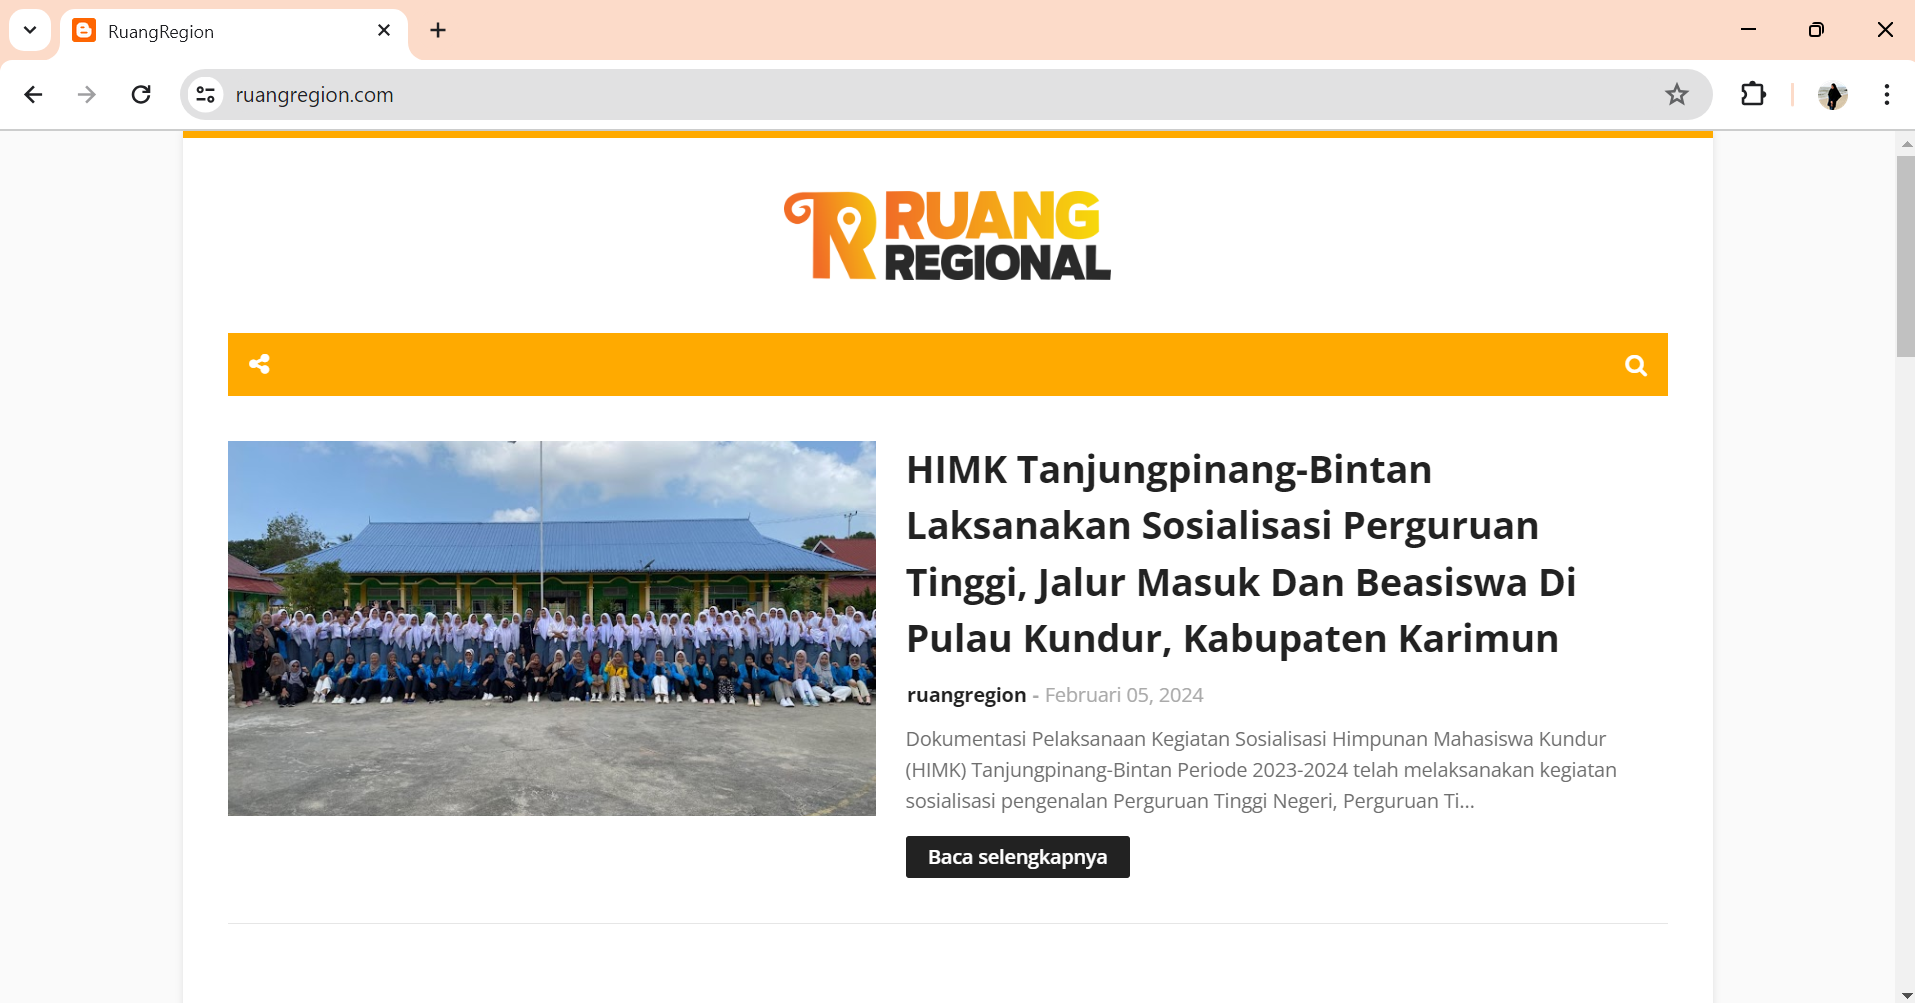 RuangRegion
ruangregion.com
RUANG
REGIONAL
HIMK Tanjungpinang-Bintan
Laksanakan Sosialisasi Perguruan
Tinggi, Jalur Masuk Dan Beasiswa Di
Pulau Kundur, Kabupaten Karimun
ruangregion - Februari 05, 2024
Dokumentasi Pelaksanaan Kegiatan Sosialisasi Himpunan Mahasiswa Kundur
(HIMK) Tanjungpinang-Bintan Periode 2023-2024 telah melaksanakan kegiatan
sosialisasi pengenalan Perguruan Tinggi Negeri, Perguruan Ti...
Baca selengkapnya